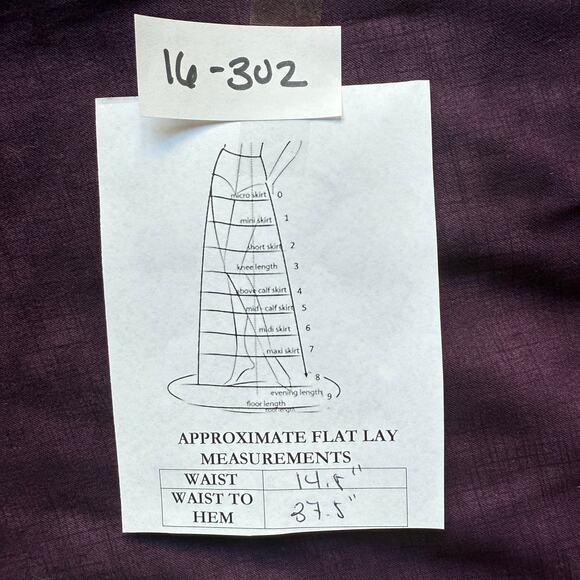 16-302
micro skirt 0
mini skirt 1
short skirt 2
knee length 3
above calf skirt 4
mid-calf skirt 5
midi skirt 6
maxi skirt 7
8
evening length 9
floor length
APPROXIMATE FLAT LAY
MEASUREMENTS
WAIST 14.5"
WAIST TO
HEM 37.5"